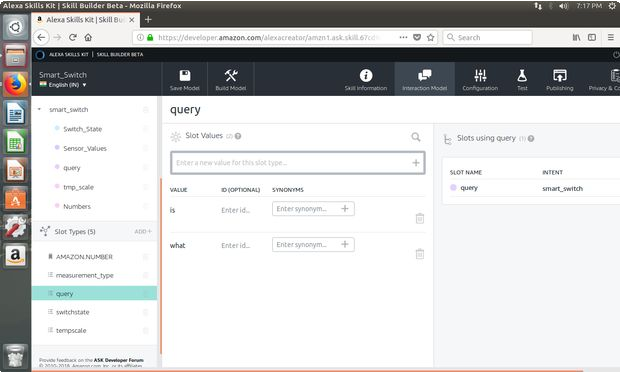 Alexa Skills Kit | Skill Builder Beta - Mozilla Firefox
7:17 PM
Alexa Skills Kit | Skill Buil
https://developer.amazon.com/alexacreator/amzn1.ask.skill.67cd
Search
ALEXA SKILLS KIT | SKILL BUILDER BETA
Smart_Switch
English (IN)
Save Model
Build Model
Skill Information
Interaction Model
Configuration
Test
Publishing
Privacy & Co
smart_switch
Switch_State
Sensor_Values
query
tmp_scale
Numbers
Slot Types (5)
ADD +
AMAZON.NUMBER
measurement_type
query
switchstate
tempscale
Provide Feedback on the ASK Developer Forum
© 2010-2018, Amazon.com, Inc. or its affiliates
query
Slot Values (2)
Enter a new value for this slot type...
VALUE
ID (OPTIONAL)
SYNONYMS
is
Enter id...
Enter synonym...
what
Enter id...
Enter synonym...
Slots using query (1)
SLOT NAME
INTENT
query
smart_switch